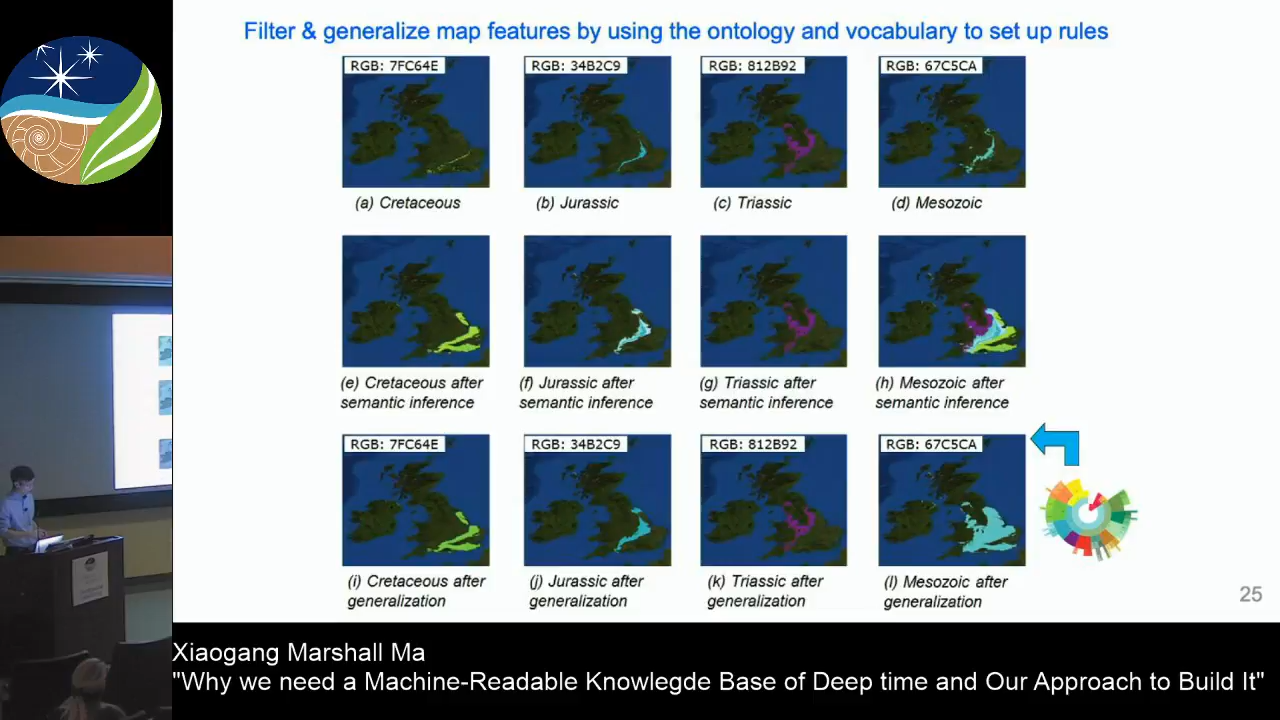 Filter & generalize map features by using the ontology and vocabulary to set up rules
RGB: 7FC64E
RGB: 34B2C9
RGB: 812B92
RGB: 67C5CA
(a) Cretaceous
(b) Jurassic
(c) Triassic
(d) Mesozoic
(e) Cretaceous after
semantic inference
(f) Jurassic after
semantic inference
(g) Triassic after
semantic inference
(h) Mesozoic after
semantic inference
RGB: 7FC64E
RGB: 34B2C9
RGB: 812B92
RGB: 67C5CA
(i) Cretaceous after
generalization
(j) Jurassic after
generalization
(k) Triassic after
generalization
(l) Mesozoic after
generalization
25
Xiaogang Marshall Ma
"Why we need a Machine-Readable Knowlegde Base of Deep time and Our Approach to Build It"